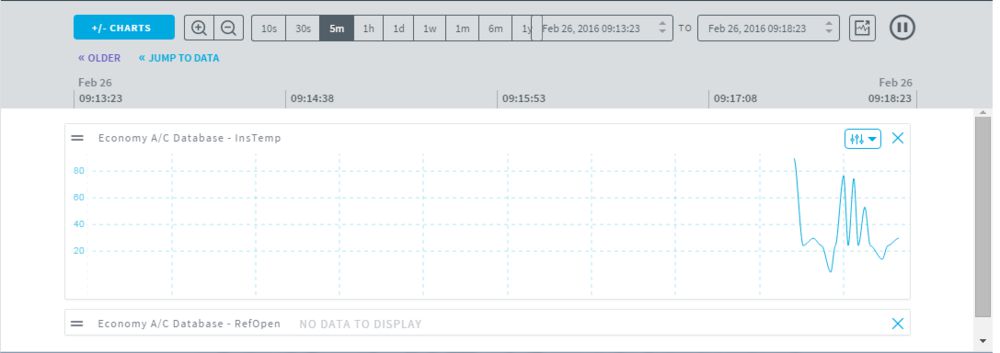 +/- CHARTS
10s 30s 5m 1h 1d 1w 1m 6m 1y Feb 26, 2016 09:13:23 TO Feb 26, 2016 09:18:23
« OLDER « JUMP TO DATA
Feb 26 Feb 26
09:13:23 09:14:38 09:15:53 09:17:08 09:18:23
Economy A/C Database - InsTemp
80
60
40
20
Economy A/C Database - RefOpen NO DATA TO DISPLAY